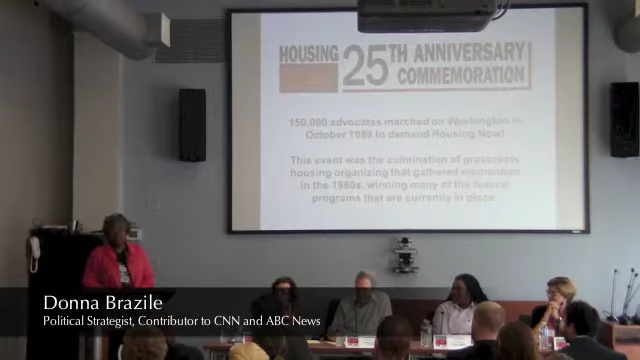 HOUSING
25TH ANNIVERSARY
COMMEMORATION
150,000 advocates marched on Washington in
October 1989 to demand Housing Now!
This event was the culmination of grassroots
housing organizing that gathered momentum
in the 1980s, winning many of the federal
programs that are currently in place.
Donna Brazile
Political Strategist, Contributor to CNN and ABC News